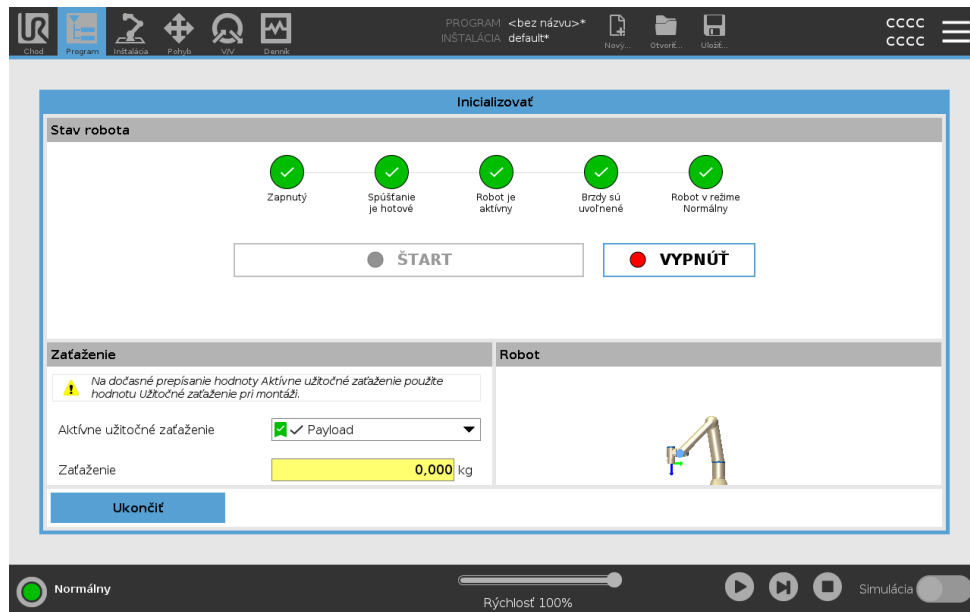 PROGRAM <bez názvu>*
INŠTALÁCIA default*
Chod
Program
Inštalácia
Pohyb
V/V
Denník
Nový...
Otvoriť...
Uložiť...
CCCC
CCCC
Inicializovať
Stav robota
Zapnutý
Spúšťanie
je hotové
Robot je
aktívny
Brzdy sú
uvoľnené
Robot v režime
Normálny
ŠTART
VYPNÚŤ
Zaťaženie
Robot
Na dočasné prepísanie hodnoty Aktívne užitočné zaťaženie použite
hodnotu Užitočné zaťaženie pri montáži.
Aktívne užitočné zaťaženie
Payload
Zaťaženie
0,000 kg
Ukončiť
Normálny
Rýchlosť 100%
Simulácia